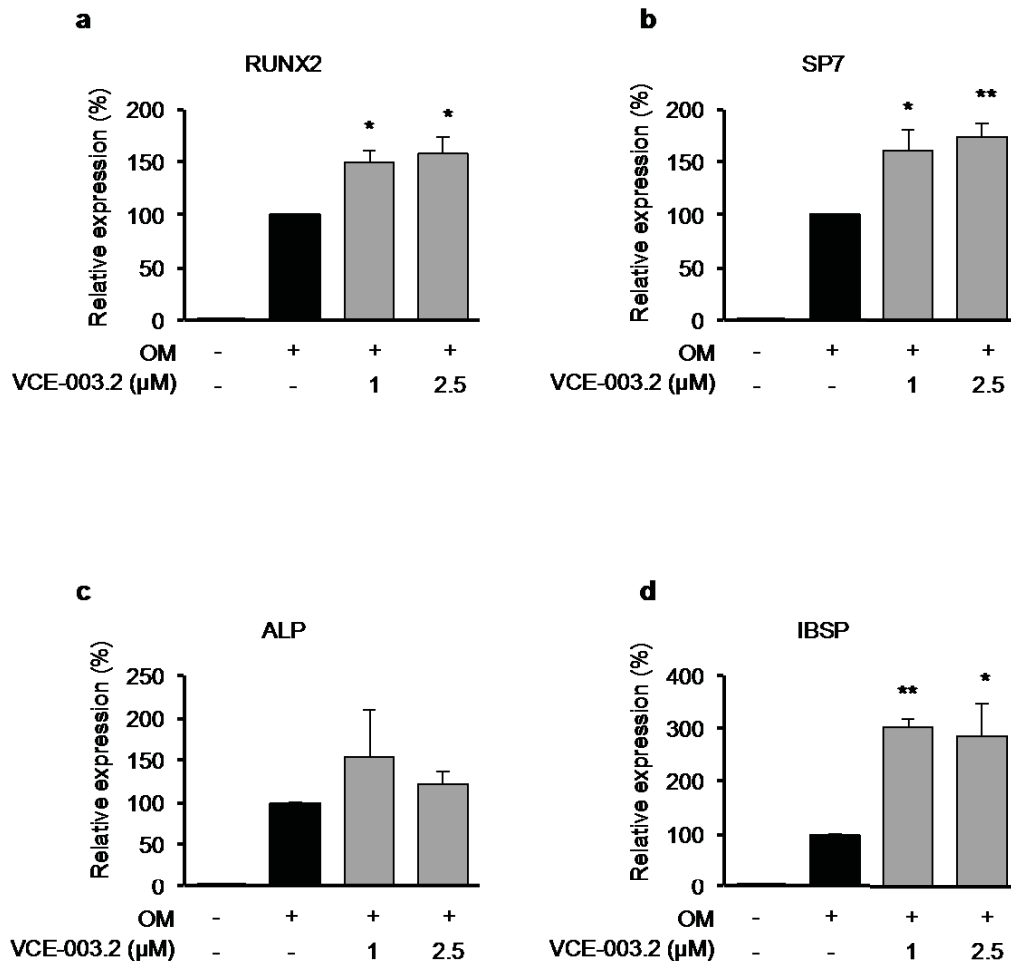 a
RUNX2
Relative expression (%)
200
150
100
50
0
* *
OM - + + +
VCE-003.2 (µM) - - 1 2.5
b
SP7
Relative expression (%)
200
150
100
50
0
* **
OM - + + +
VCE-003.2 (µM) - - 1 2.5
c
ALP
Relative expression (%)
250
200
150
100
50
0
OM - + + +
VCE-003.2 (µM) - - 1 2.5
d
IBSP
Relative expression (%)
400
300
200
100
0
** *
OM - + + +
VCE-003.2 (µM) - - 1 2.5